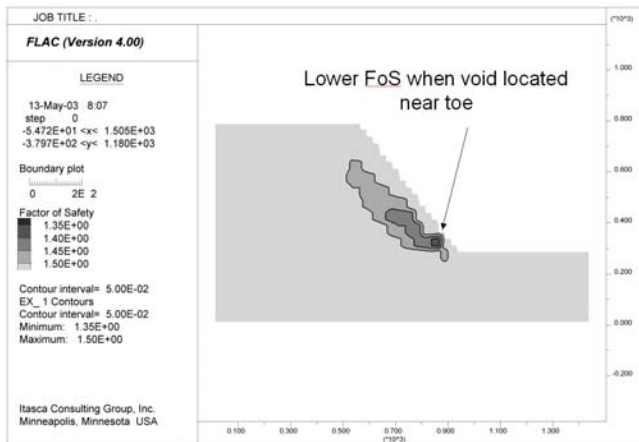 JOB TITLE : .
(*10^3)
FLAC (Version 4.00)
LEGEND
13-May-03 8:07
step 0
-5.472E+01 <x< 1.505E+03
-3.797E+02 <y< 1.180E+03
Boundary plot
0 2E 2
Factor of Safety
1.35E+00
1.40E+00
1.45E+00
1.50E+00
Contour interval= 5.00E-02
EX_ 1 Contours
Contour interval= 5.00E-02
Minimum: 1.35E+00
Maximum: 1.50E+00
Itasca Consulting Group, Inc.
Minneapolis, Minnesota USA
Lower FoS when void located
near toe
1.000
0.800
0.600
0.400
0.200
0.000
-0.200
0.100 0.300 0.500 0.700 0.900 1.100 1.300
(*10^3)